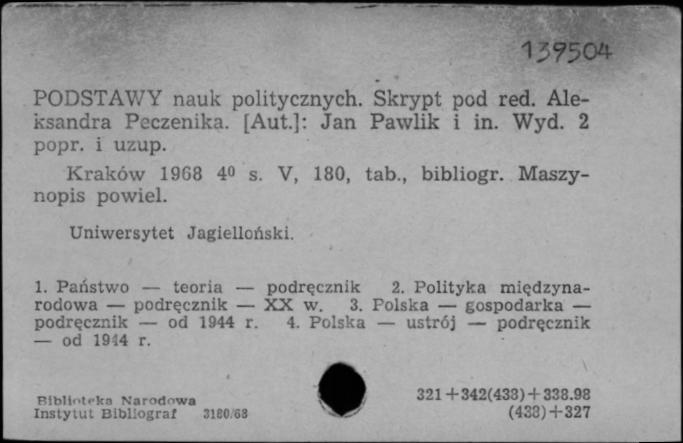 139504
PODSTAWY nauk politycznych. Skrypt pod red. Ale-
ksandra Peczenika. [Aut.]: Jan Pawlik i in. Wyd. 2
popr. i uzup.
Kraków 1968 4⁰ s. V, 180, tab., bibliogr. Maszy-
nopis powiel.
Uniwersytet Jagielloński.
1. Państwo — teoria — podręcznik 2. Polityka międzyna-
rodowa — podręcznik — XX w. 3. Polska — gospodarka —
podręcznik — od 1944 r. 4. Polska — ustrój — podręcznik
— od 1944 r.
Biblioteka Narodowa
Instytut Bibliograf 3180/68
321+342(438)+338.98
(438)+327